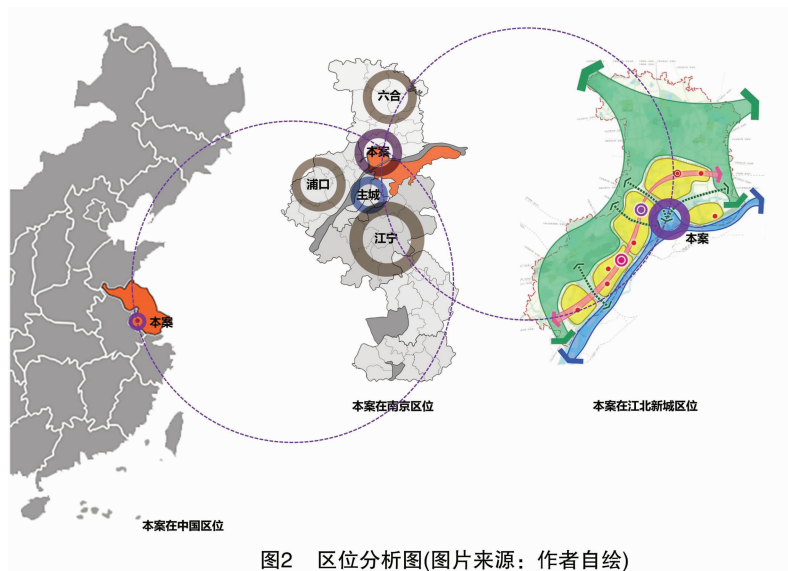 六合
本案
浦口
主城
江宁
本案
本案
本案在南京区位
本案在江北新城区位
本案在中国区位
图2 区位分析图(图片来源：作者自绘)